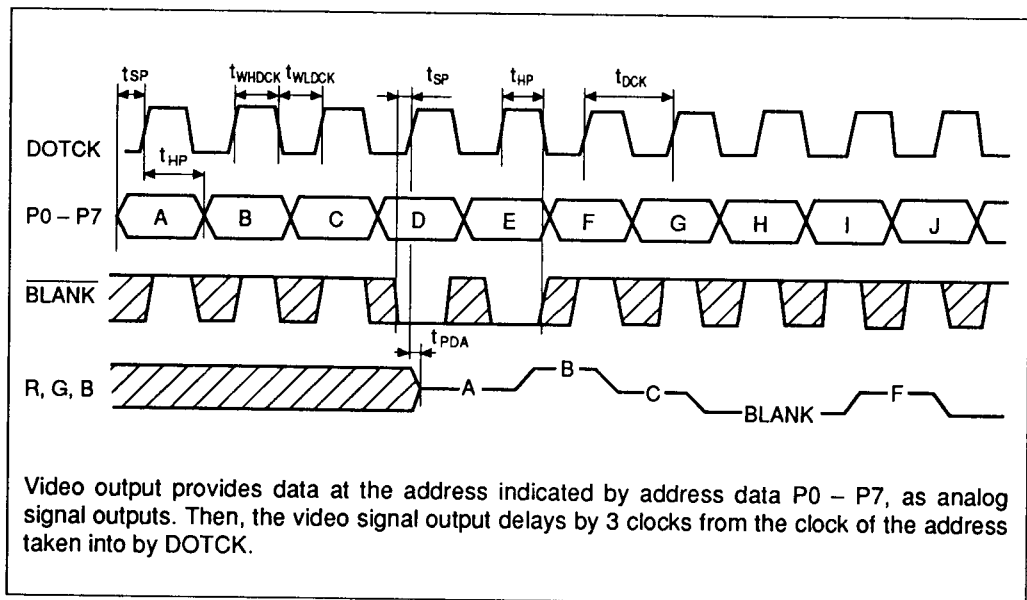 tSP tWHDCK tWLDCK tSP tHP tDCK
DOTCK
tHP
P0 – P7 A B C D E F G H I J
BLANK
tPDA
R, G, B A B C BLANK F
Video output provides data at the address indicated by address data P0 – P7, as analog
signal outputs. Then, the video signal output delays by 3 clocks from the clock of the address
taken into by DOTCK.